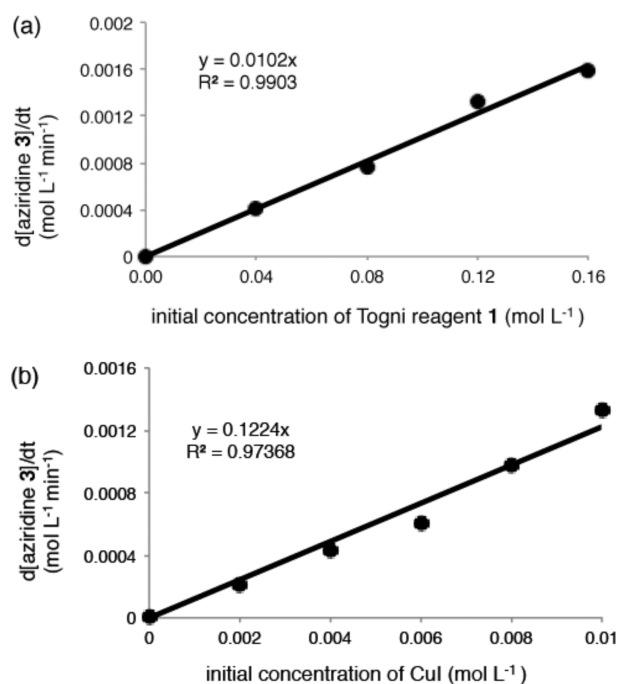 (a)
0.002
0.0016
0.0012
0.0008
0.0004
0
d[aziridine 3]/dt
(mol L⁻¹ min⁻¹)
y = 0.0102x
R² = 0.9903
0.00 0.04 0.08 0.12 0.16
initial concentration of Togni reagent 1 (mol L⁻¹)
(b)
0.0016
0.0012
0.0008
0.0004
0
d[aziridine 3]/dt
(mol L⁻¹ min⁻¹)
y = 0.1224x
R² = 0.97368
0 0.002 0.004 0.006 0.008 0.01
initial concentration of CuI (mol L⁻¹)